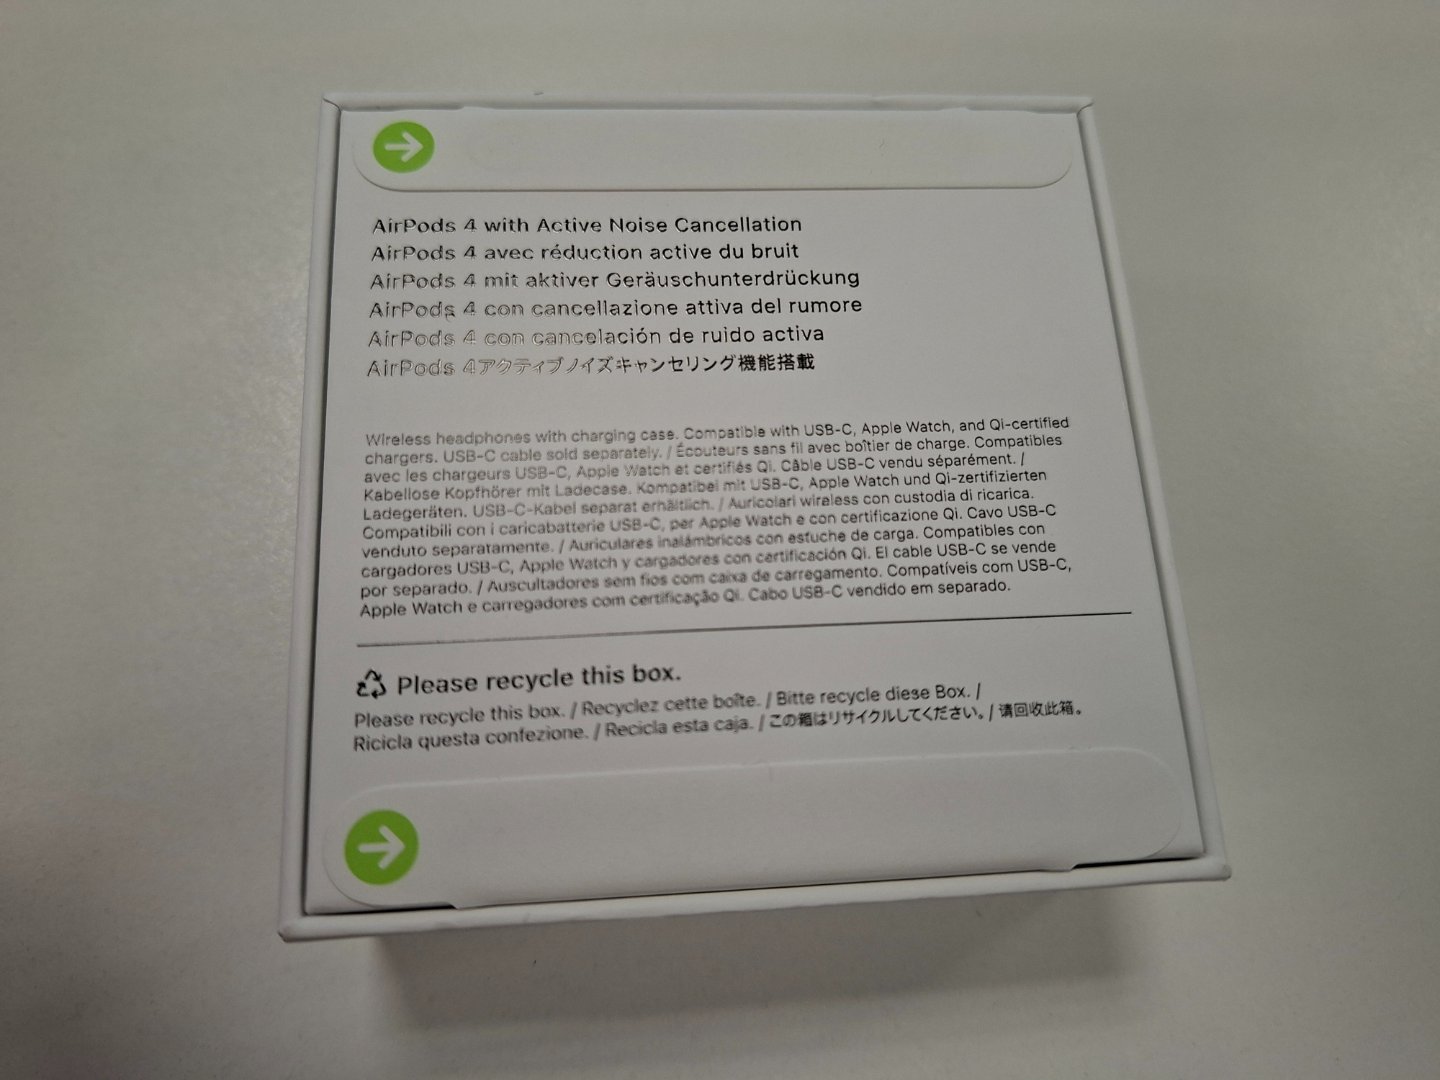 AirPods 4 with Active Noise Cancellation
AirPods 4 avec réduction active du bruit
AirPods 4 mit aktiver Geräuschunterdrückung
AirPods 4 con cancellazione attiva del rumore
AirPods 4 con cancelación de ruido activa
AirPods 4アクティブノイズキャンセリング機能搭載
Wireless headphones with charging case. Compatible with USB-C, Apple Watch, and Qi-certified
chargers. USB-C cable sold separately. / Écouteurs sans fil avec boîtier de charge. Compatibles
avec les chargeurs USB-C, Apple Watch et certifiés Qi. Câble USB-C vendu séparément. /
Kabellose Kopfhörer mit Ladecase. Kompatibel mit USB-C, Apple Watch und Qi-zertifizierten
Ladegeräten. USB-C-Kabel separat erhältlich. / Auricolari wireless con custodia di ricarica.
Compatibili con i caricabatterie USB-C, per Apple Watch e con certificazione Qi. Cavo USB-C
venduto separatamente. / Auriculares inalámbricos con estuche de carga. Compatibles con
cargadores USB-C, Apple Watch y cargadores con certificación Qi. El cable USB-C se vende
por separado. / Auscultadores sem fios com caixa de carregamento. Compatíveis com USB-C,
Apple Watch e carregadores com certificação Qi. Cabo USB-C vendido em separado.
Please recycle this box.
Please recycle this box. / Recyclez cette boîte. / Bitte recycle diese Box. /
Ricicla questa confezione. / Recicla esta caja. / この箱はリサイクルしてください。/ 请回收此箱。